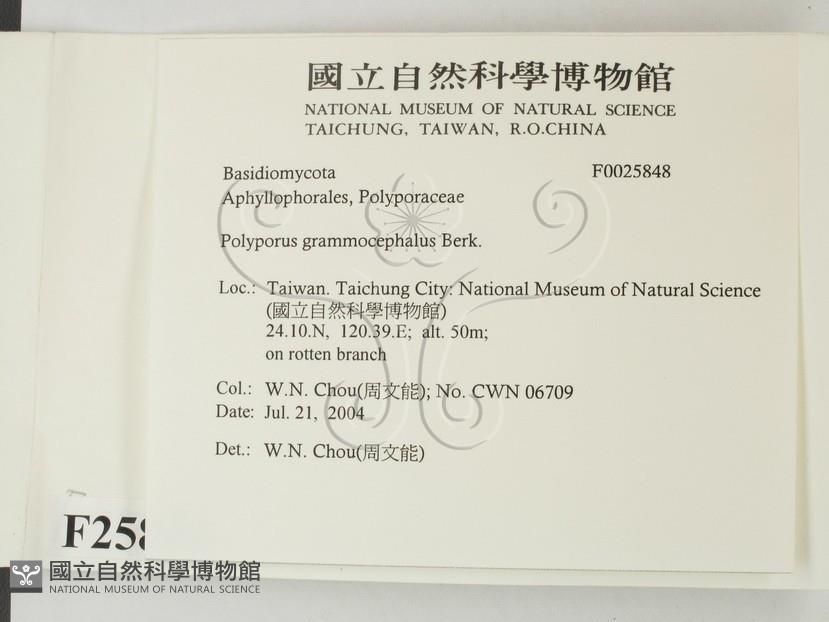 國立自然科學博物館
NATIONAL MUSEUM OF NATURAL SCIENCE
TAICHUNG, TAIWAN, R.O.CHINA
Basidiomycota F0025848
Aphyllophorales, Polyporaceae
Polyporus grammocephalus Berk.
Loc.: Taiwan. Taichung City: National Museum of Natural Science
(國立自然科學博物館)
24.10.N, 120.39.E; alt. 50m;
on rotten branch
Col.: W.N. Chou(周文能); No. CWN 06709
Date: Jul. 21, 2004
Det.: W.N. Chou(周文能)
F258
國立自然科學博物館
NATIONAL MUSEUM OF NATURAL SCIENCE